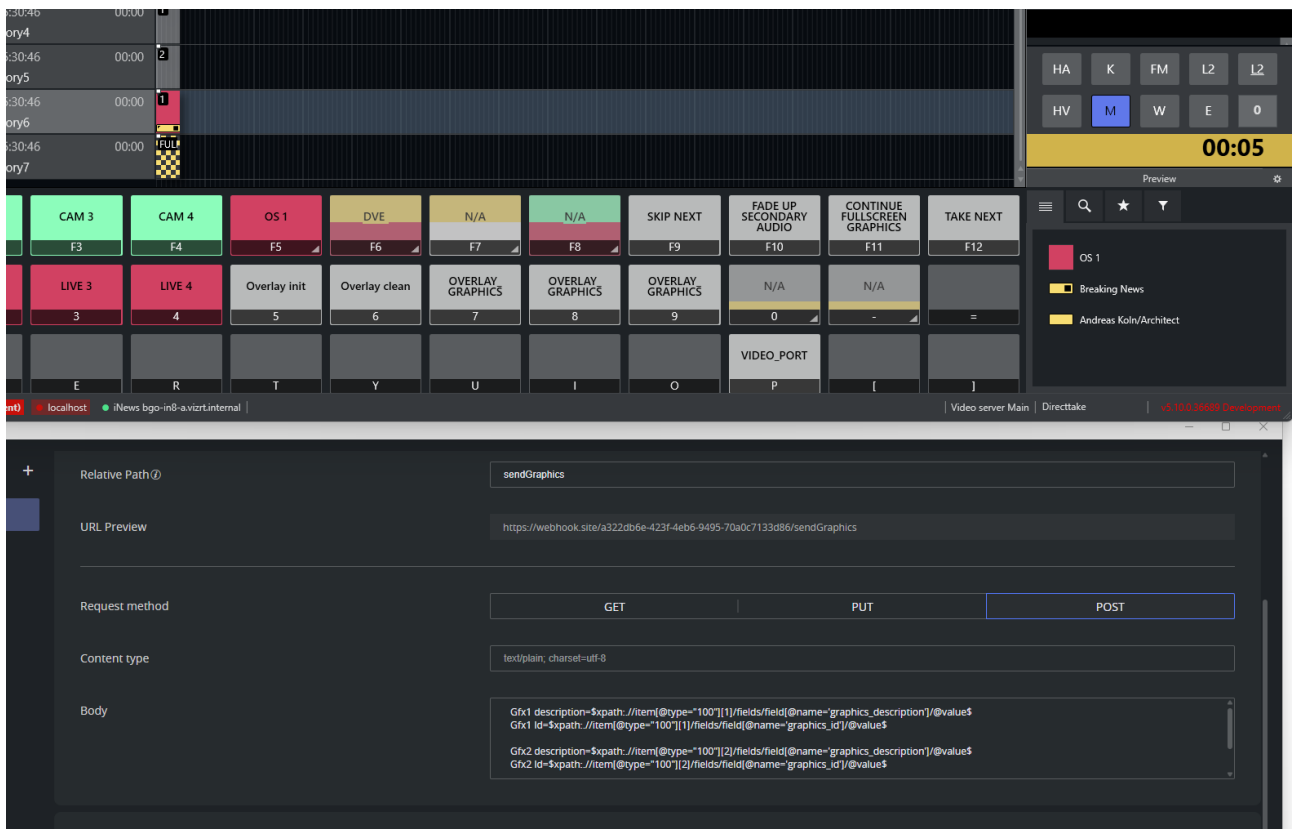 5:30:46 00:00 1
ory4
5:30:46 00:00 2
ory5
5:30:46 00:00 1
ory6
5:30:46 00:00 FUL
ory7
HA K FM L2 L2
HV M W E 0
00:05
Preview
CAM 3 CAM 4 OS 1 DVE N/A N/A SKIP NEXT FADE UP SECONDARY AUDIO CONTINUE FULLSCREEN GRAPHICS TAKE NEXT
F3 F4 F5 F6 F7 F8 F9 F10 F11 F12
LIVE 3 LIVE 4 Overlay init Overlay clean OVERLAY_GRAPHICS OVERLAY_GRAPHICS OVERLAY_GRAPHICS N/A N/A
3 4 5 6 7 8 9 0 - =
VIDEO_PORT
E R T Y U I O P [ ]
OS 1
Breaking News
Andreas Koln/Architect
ent) localhost iNews bgo-in8-a.vizrt.internal Video server Main Directtake
+
Relative Path
sendGraphics
URL Preview
https://webhook.site/a322db6e-423f-4eb6-9495-70a0c7133d86/sendGraphics
Request method
GET PUT POST
Content type
text/plain; charset=utf-8
Body
Gfx1 description=$xpath:.//item[@type="100"][1]/fields/field[@name='graphics_description']/@value$
Gfx1 Id=$xpath:.//item[@type="100"][1]/fields/field[@name='graphics_id']/@value$
Gfx2 description=$xpath:.//item[@type="100"][2]/fields/field[@name='graphics_description']/@value$
Gfx2 Id=$xpath:.//item[@type="100"][2]/fields/field[@name='graphics_id']/@value$